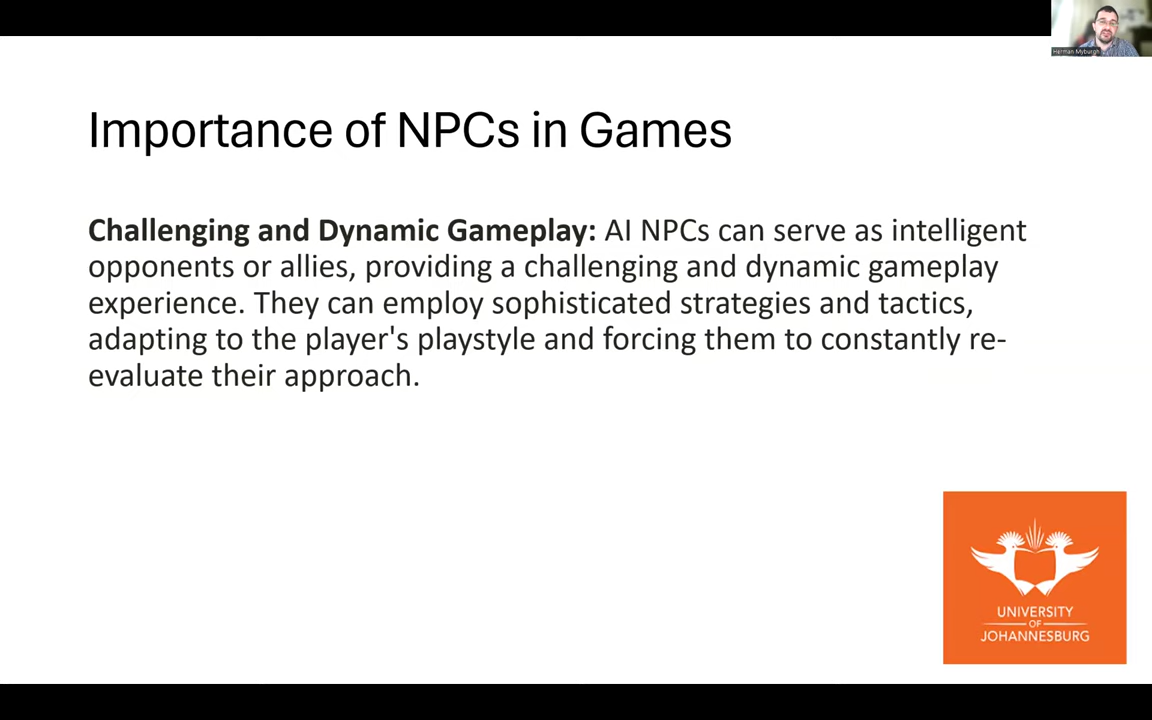 Herman Myburgh
Importance of NPCs in Games
Challenging and Dynamic Gameplay: AI NPCs can serve as intelligent
opponents or allies, providing a challenging and dynamic gameplay
experience. They can employ sophisticated strategies and tactics,
adapting to the player's playstyle and forcing them to constantly re-
evaluate their approach.
UNIVERSITY
OF
JOHANNESBURG